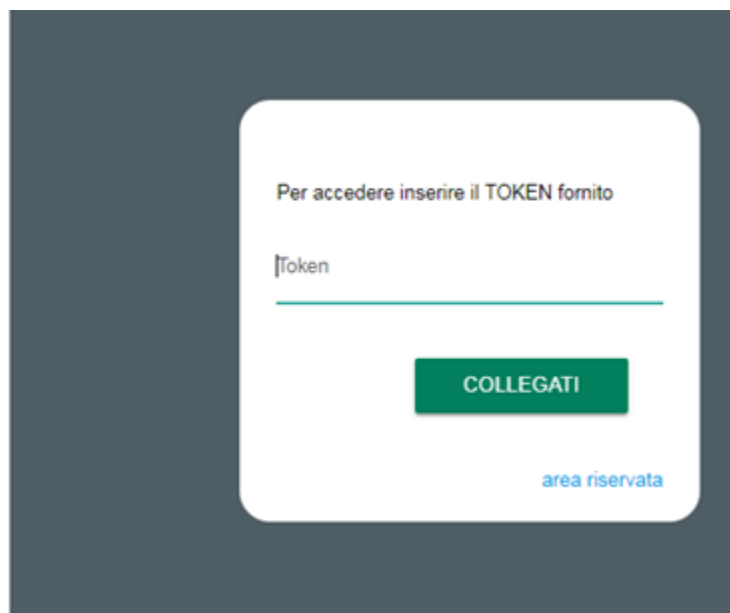 Per accedere inserire il TOKEN fornito
Token
COLLEGATI
area riservata